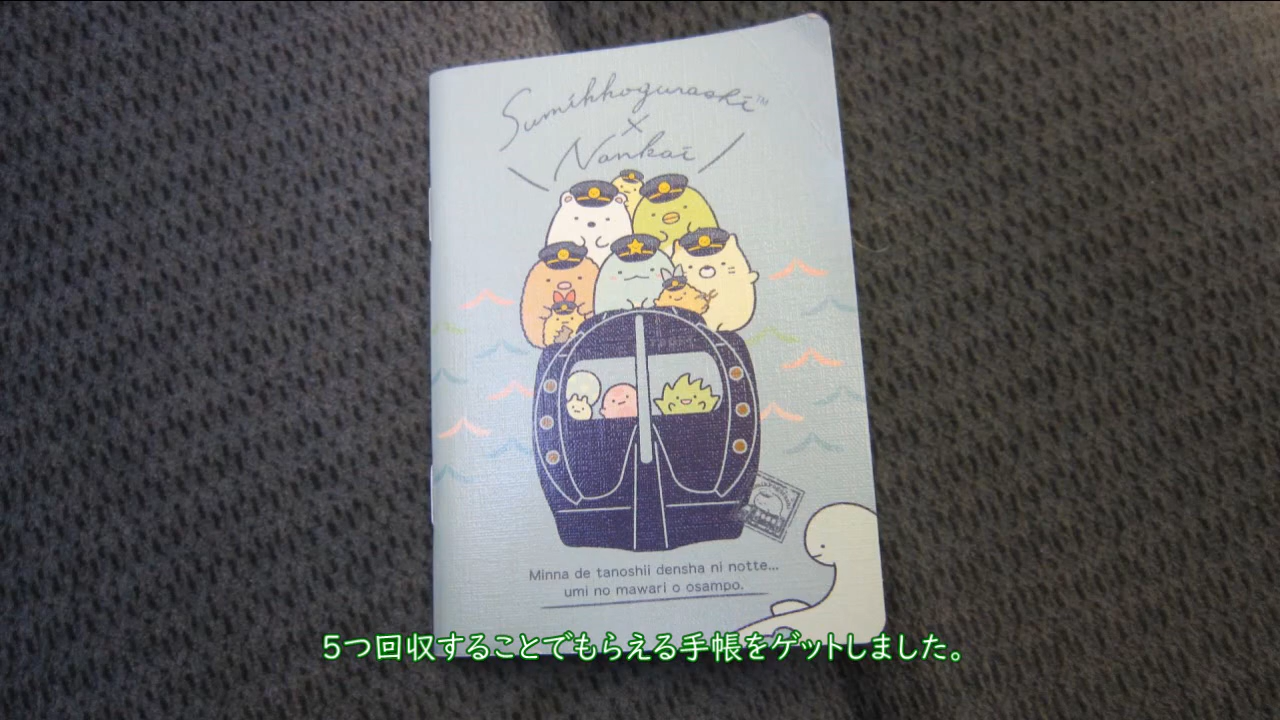 Sumikkogurashi™
×
Nankai
Minna de tanoshii densha ni notte...
umi no mawari o osampo.
5つ回収することでもらえる手帳をゲットしました。